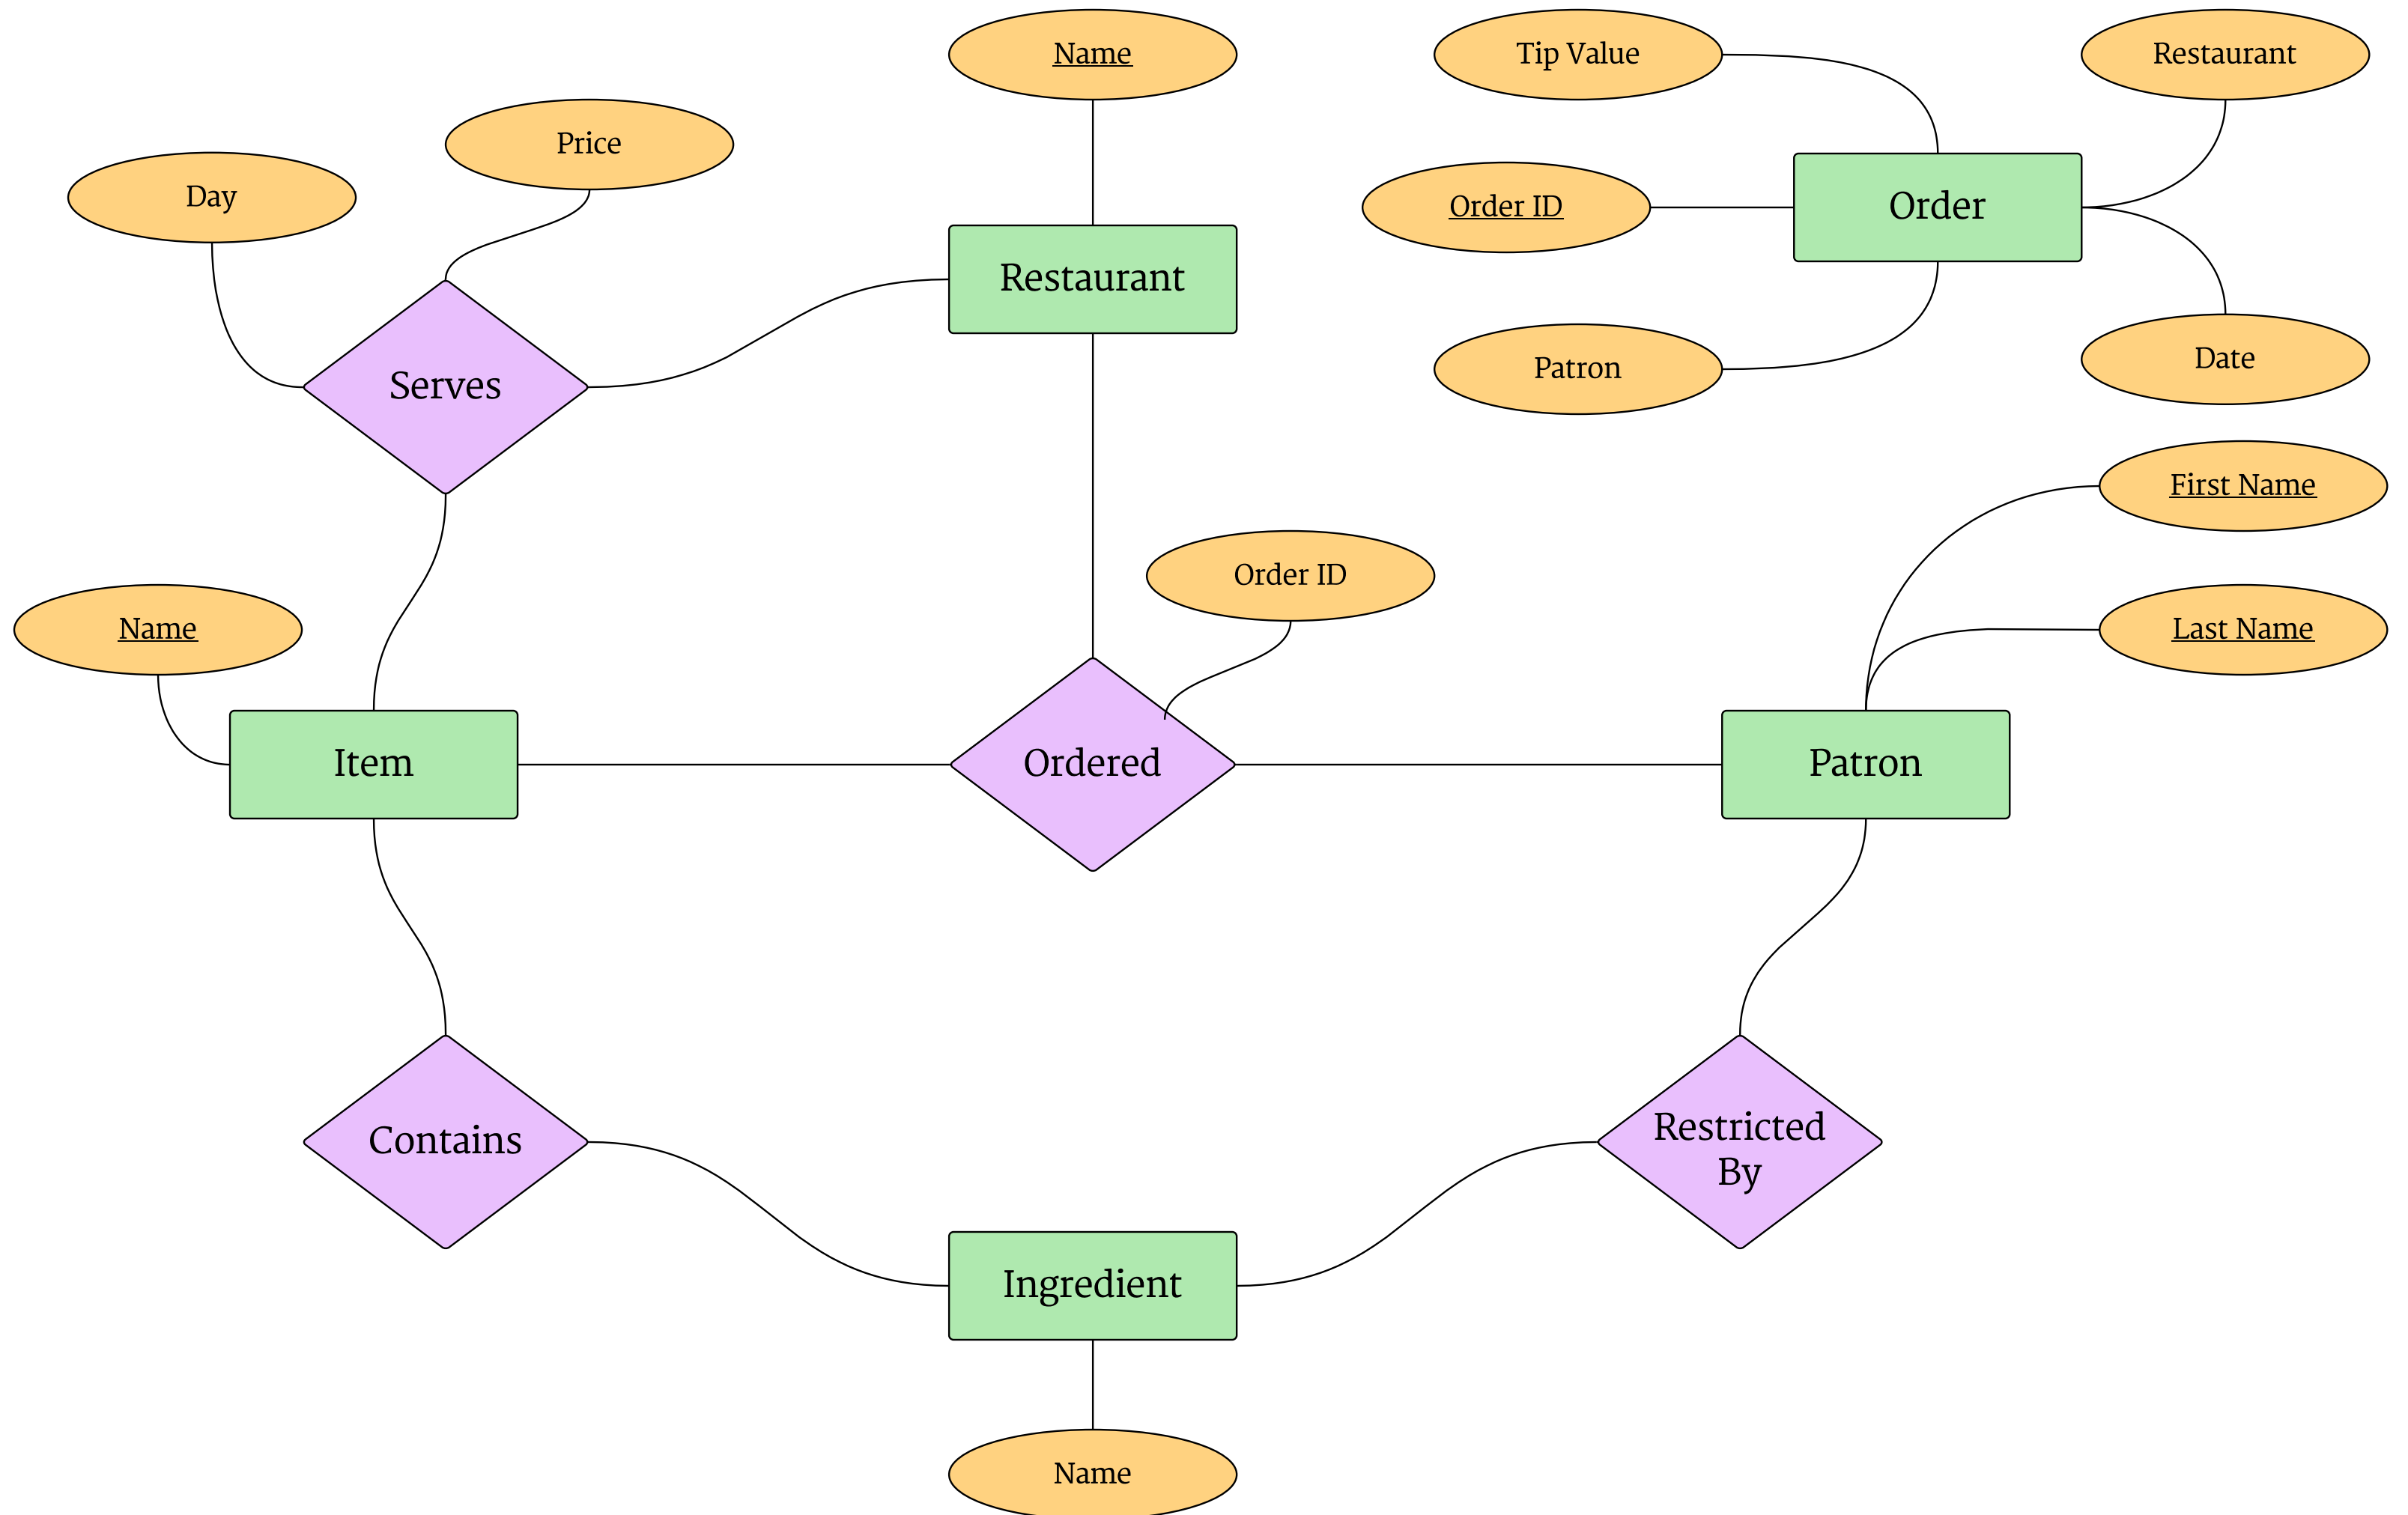 Name
Tip Value
Restaurant
Price
Day
Order ID
Order
Restaurant
Date
Patron
Serves
First Name
Order ID
Last Name
Name
Item
Ordered
Patron
Contains
Restricted
By
Ingredient
Name